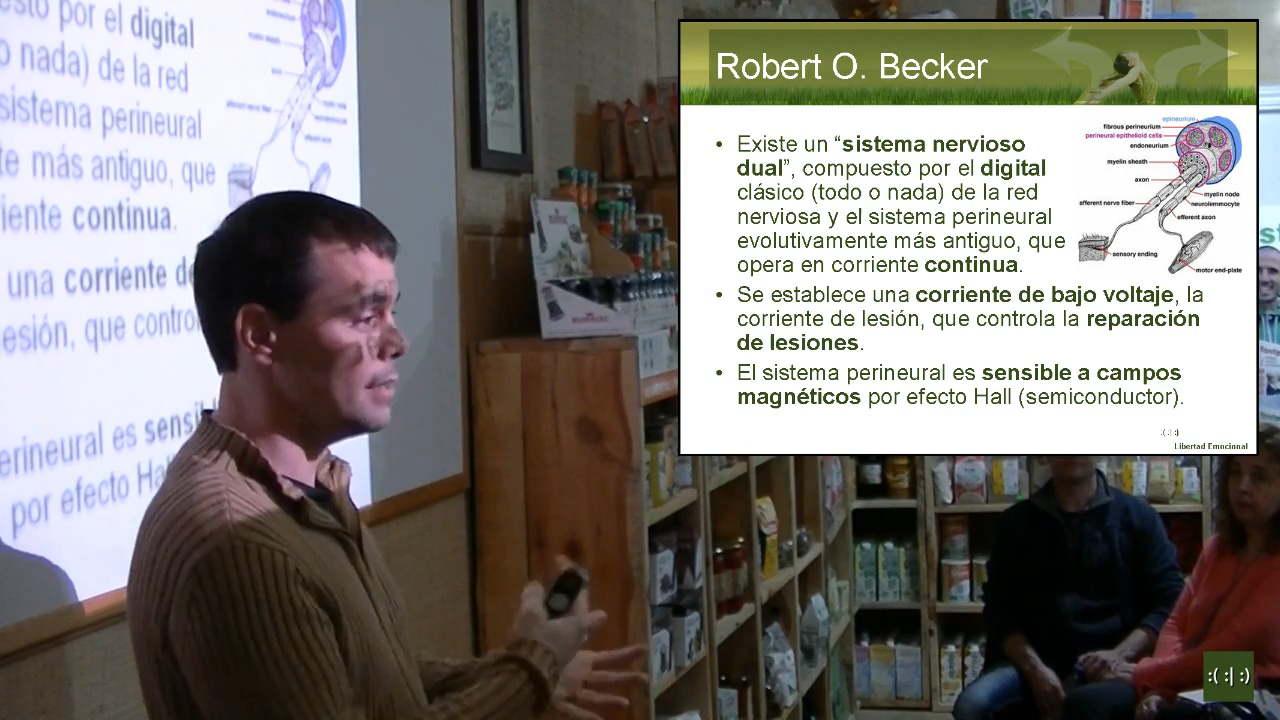 esto por el digital
o nada) de la red
sistema perineural
e más antiguo, que
iente continua.
una corriente de
esión, que contro
erineural es sensi
por efecto Ha
Robert O. Becker
• Existe un “sistema nervioso
dual”, compuesto por el digital
clásico (todo o nada) de la red
nerviosa y el sistema perineural
evolutivamente más antiguo, que
opera en corriente continua.
• Se establece una corriente de bajo voltaje, la
corriente de lesión, que controla la reparación
de lesiones.
• El sistema perineural es sensible a campos
magnéticos por efecto Hall (semiconductor).
epineurium
fibrous perineurium
perineural epithelioid cells
endoneurium
myelin sheath
axon
myelin node
afferent nerve fiber
neurolemmocyte
efferent axon
sensory ending
motor end-plate
:( :| :)
Libertad Emocional
:( :| :)